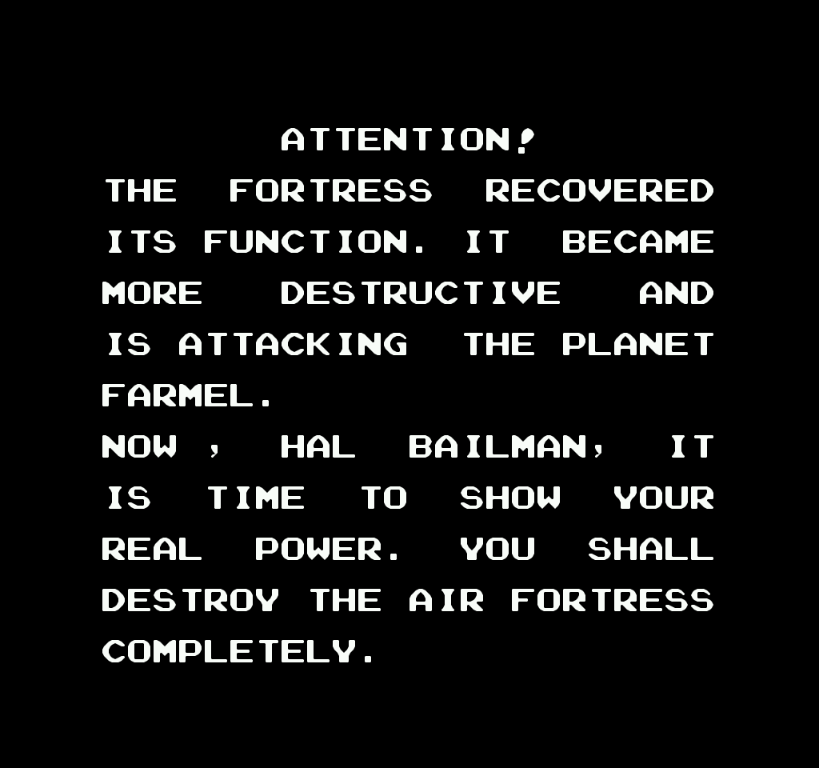 ATTENTION!
THE FORTRESS RECOVERED
ITS FUNCTION. IT BECAME
MORE DESTRUCTIVE AND
IS ATTACKING THE PLANET
FARMEL.
NOW , HAL BAILMAN, IT
IS TIME TO SHOW YOUR
REAL POWER. YOU SHALL
DESTROY THE AIR FORTRESS
COMPLETELY.